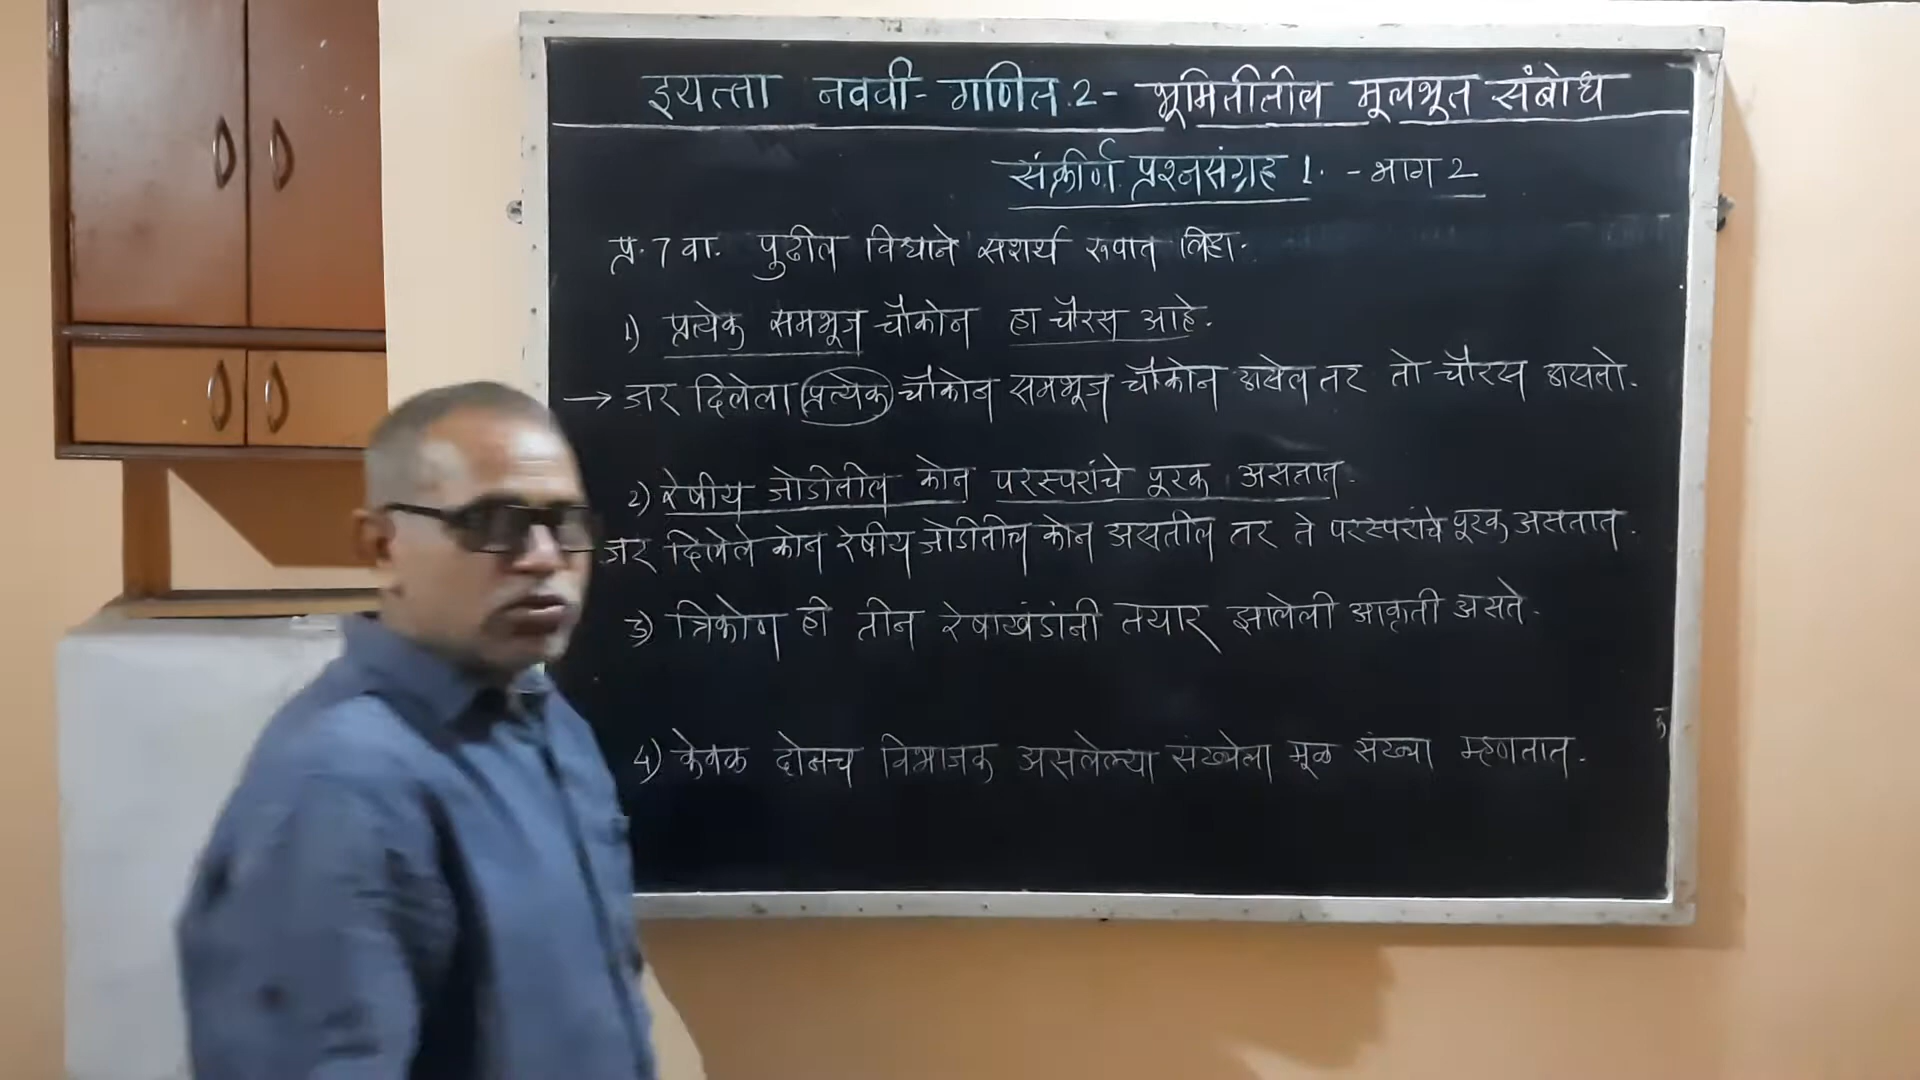 इयत्ता नववी - गणित 2 - भूमितीतील मूलभूत संबोध
संकीर्ण प्रश्नसंग्रह 1. - भाग 2
प्र. 7 वा. पुढील विधाने सशर्थ रुपात लिहा.
1) प्रत्येक समभूज चौकोन हा चौरस आहे.
→ जर दिलेला प्रत्येक चौकोन समभूज चौकोन असेल तर तो चौरस असतो.
2) रेषीय जोडीतील कोन परस्परांचे पूरक असतात.
जर दिलेले कोन रेषीय जोडीतील कोन असतील तर ते परस्परांचे पूरक असतात.
3) त्रिकोण ही तीन रेषाखंडांनी तयार झालेली आकृती असते.
4) केवळ दोनच विभाजक असलेल्या संख्येला मूळ संख्या म्हणतात.